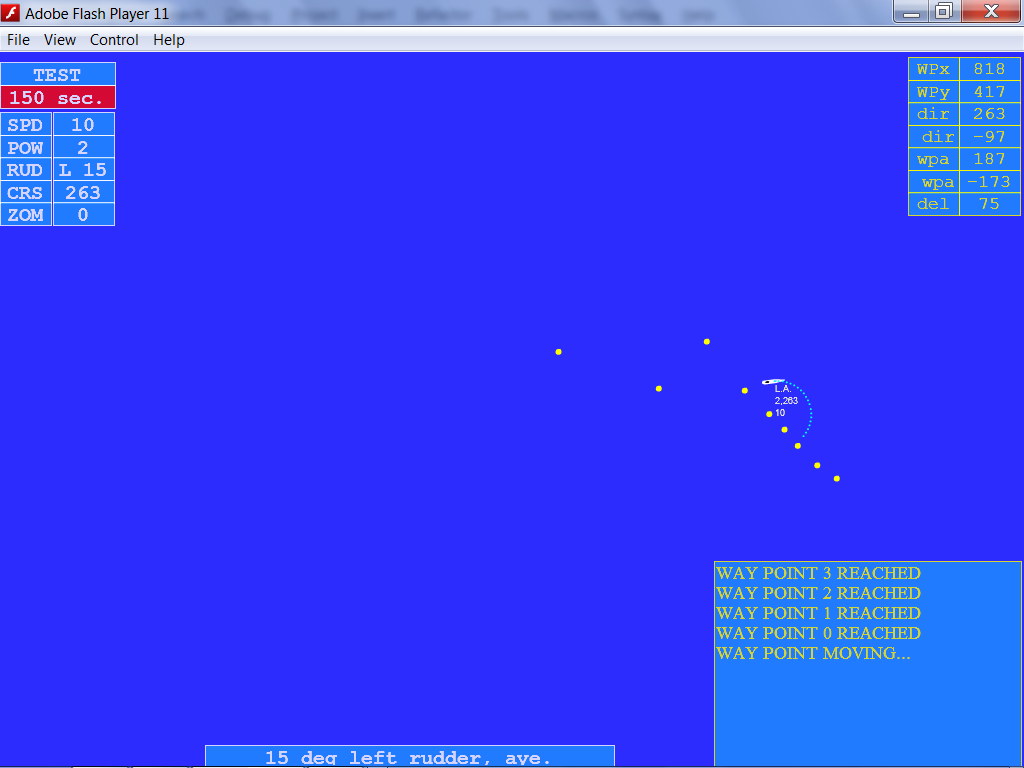 Adobe Flash Player 11
File View Control Help
TEST
150 sec.
SPD 10
POW 2
RUD L 15
CRS 263
ZOM 0
WPx 818
WPy 417
dir 263
dir -97
wpa 187
wpa -173
del 75
L.A.
2,263
10
WAY POINT 3 REACHED
WAY POINT 2 REACHED
WAY POINT 1 REACHED
WAY POINT 0 REACHED
WAY POINT MOVING...
15 deg left rudder, aye.